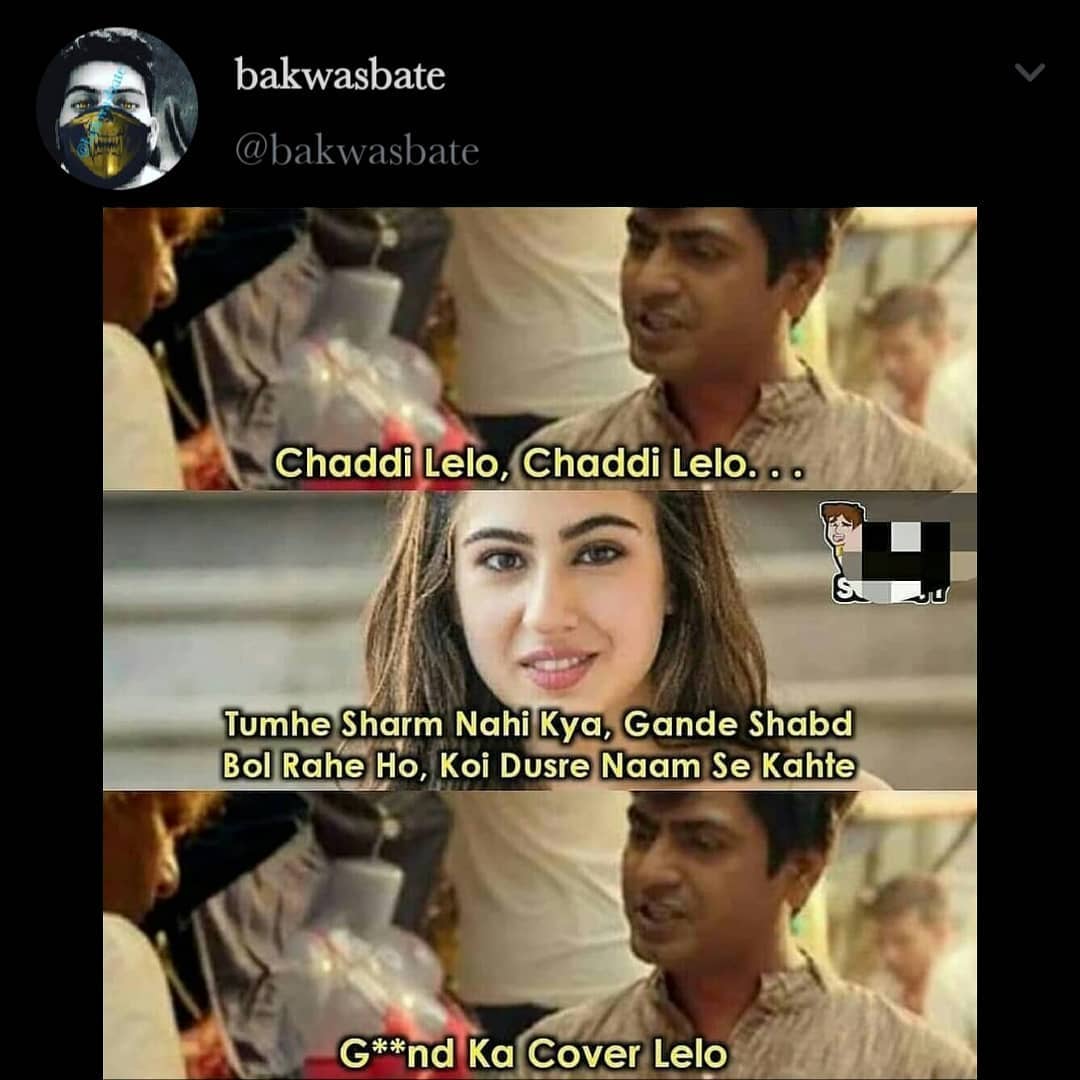 bakwasbate
@bakwasbate
Chaddi Lelo, Chaddi Lelo. . .
Tumhe Sharm Nahi Kya, Gande Shabd
Bol Rahe Ho, Koi Dusre Naam Se Kahte
G**nd Ka Cover Lelo